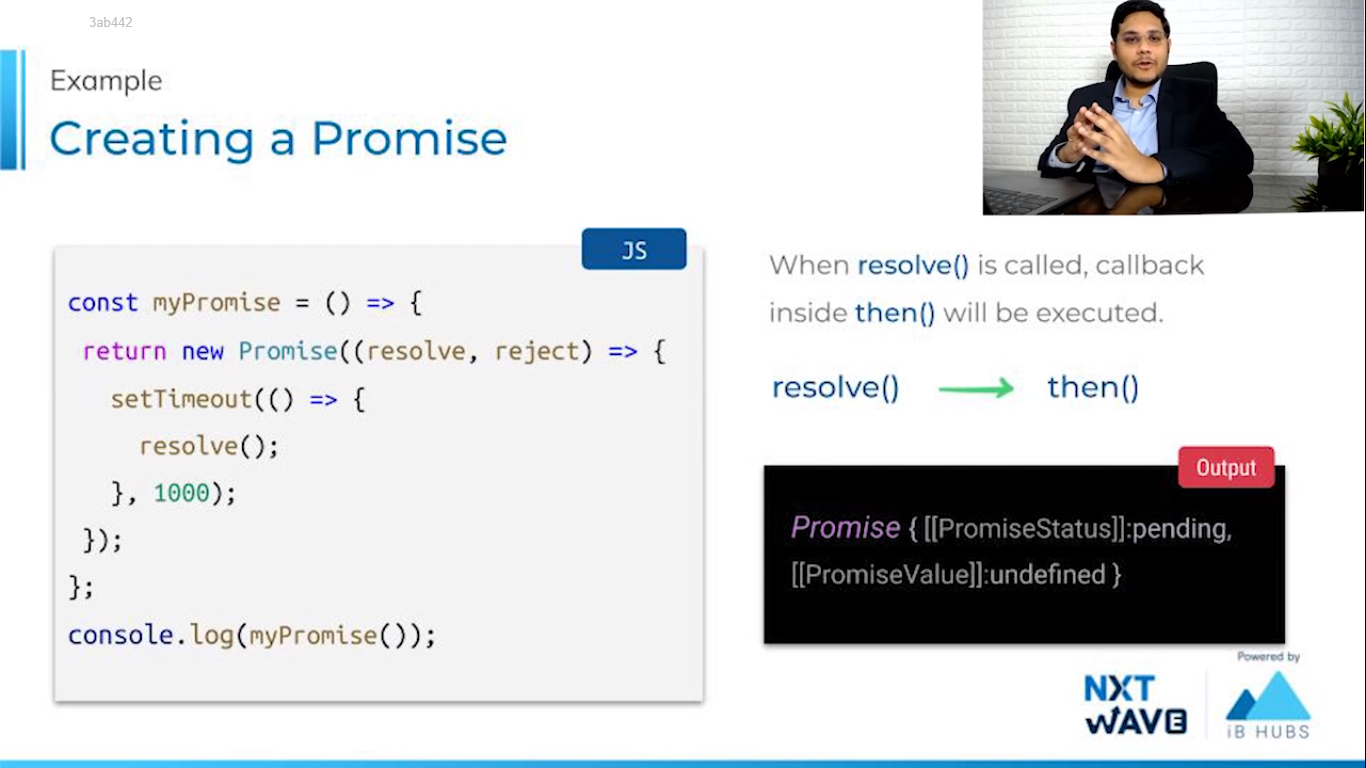 3ab442
Example
Creating a Promise
JS
const myPromise = () => {
return new Promise((resolve, reject) => {
setTimeout(() => {
resolve();
}, 1000);
});
};
console.log(myPromise());
When resolve() is called, callback
inside then() will be executed.
resolve() → then()
Output
Promise { [[PromiseStatus]]:pending,
[[PromiseValue]]:undefined }
Powered by
NXT
WAVE
iB HUBS